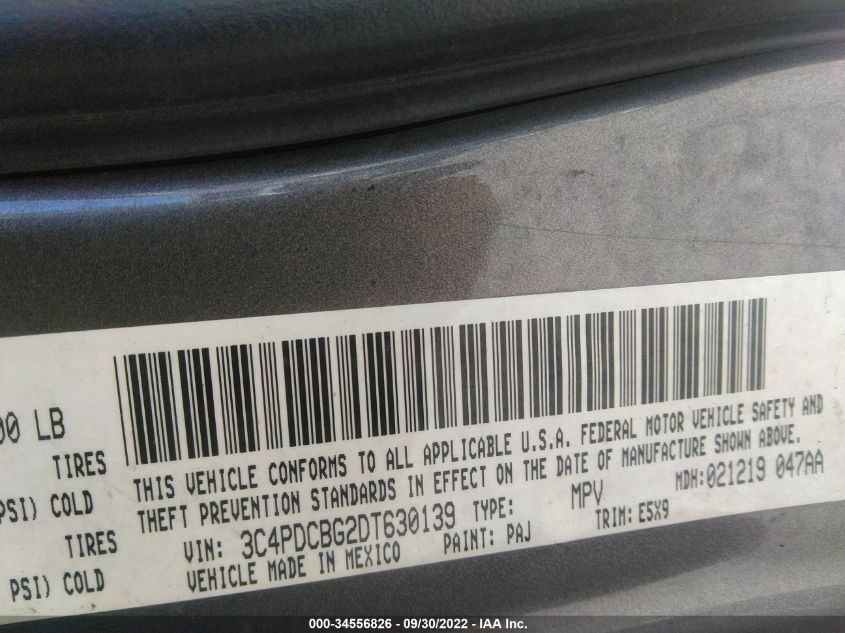 00 LB
TIRES
PSI) COLD
TIRES
PSI) COLD
THIS VEHICLE CONFORMS TO ALL APPLICABLE U.S.A. FEDERAL MOTOR VEHICLE SAFETY AND
THEFT PREVENTION STANDARDS IN EFFECT ON THE DATE OF MANUFACTURE SHOWN ABOVE.
VIN: 3C4PDCBG2DT630139 TYPE: MPV MDH:021219 047AA
VEHICLE MADE IN MEXICO PAINT: PAJ TRIM: E5X9
000-34556826 - 09/30/2022 - IAA Inc.